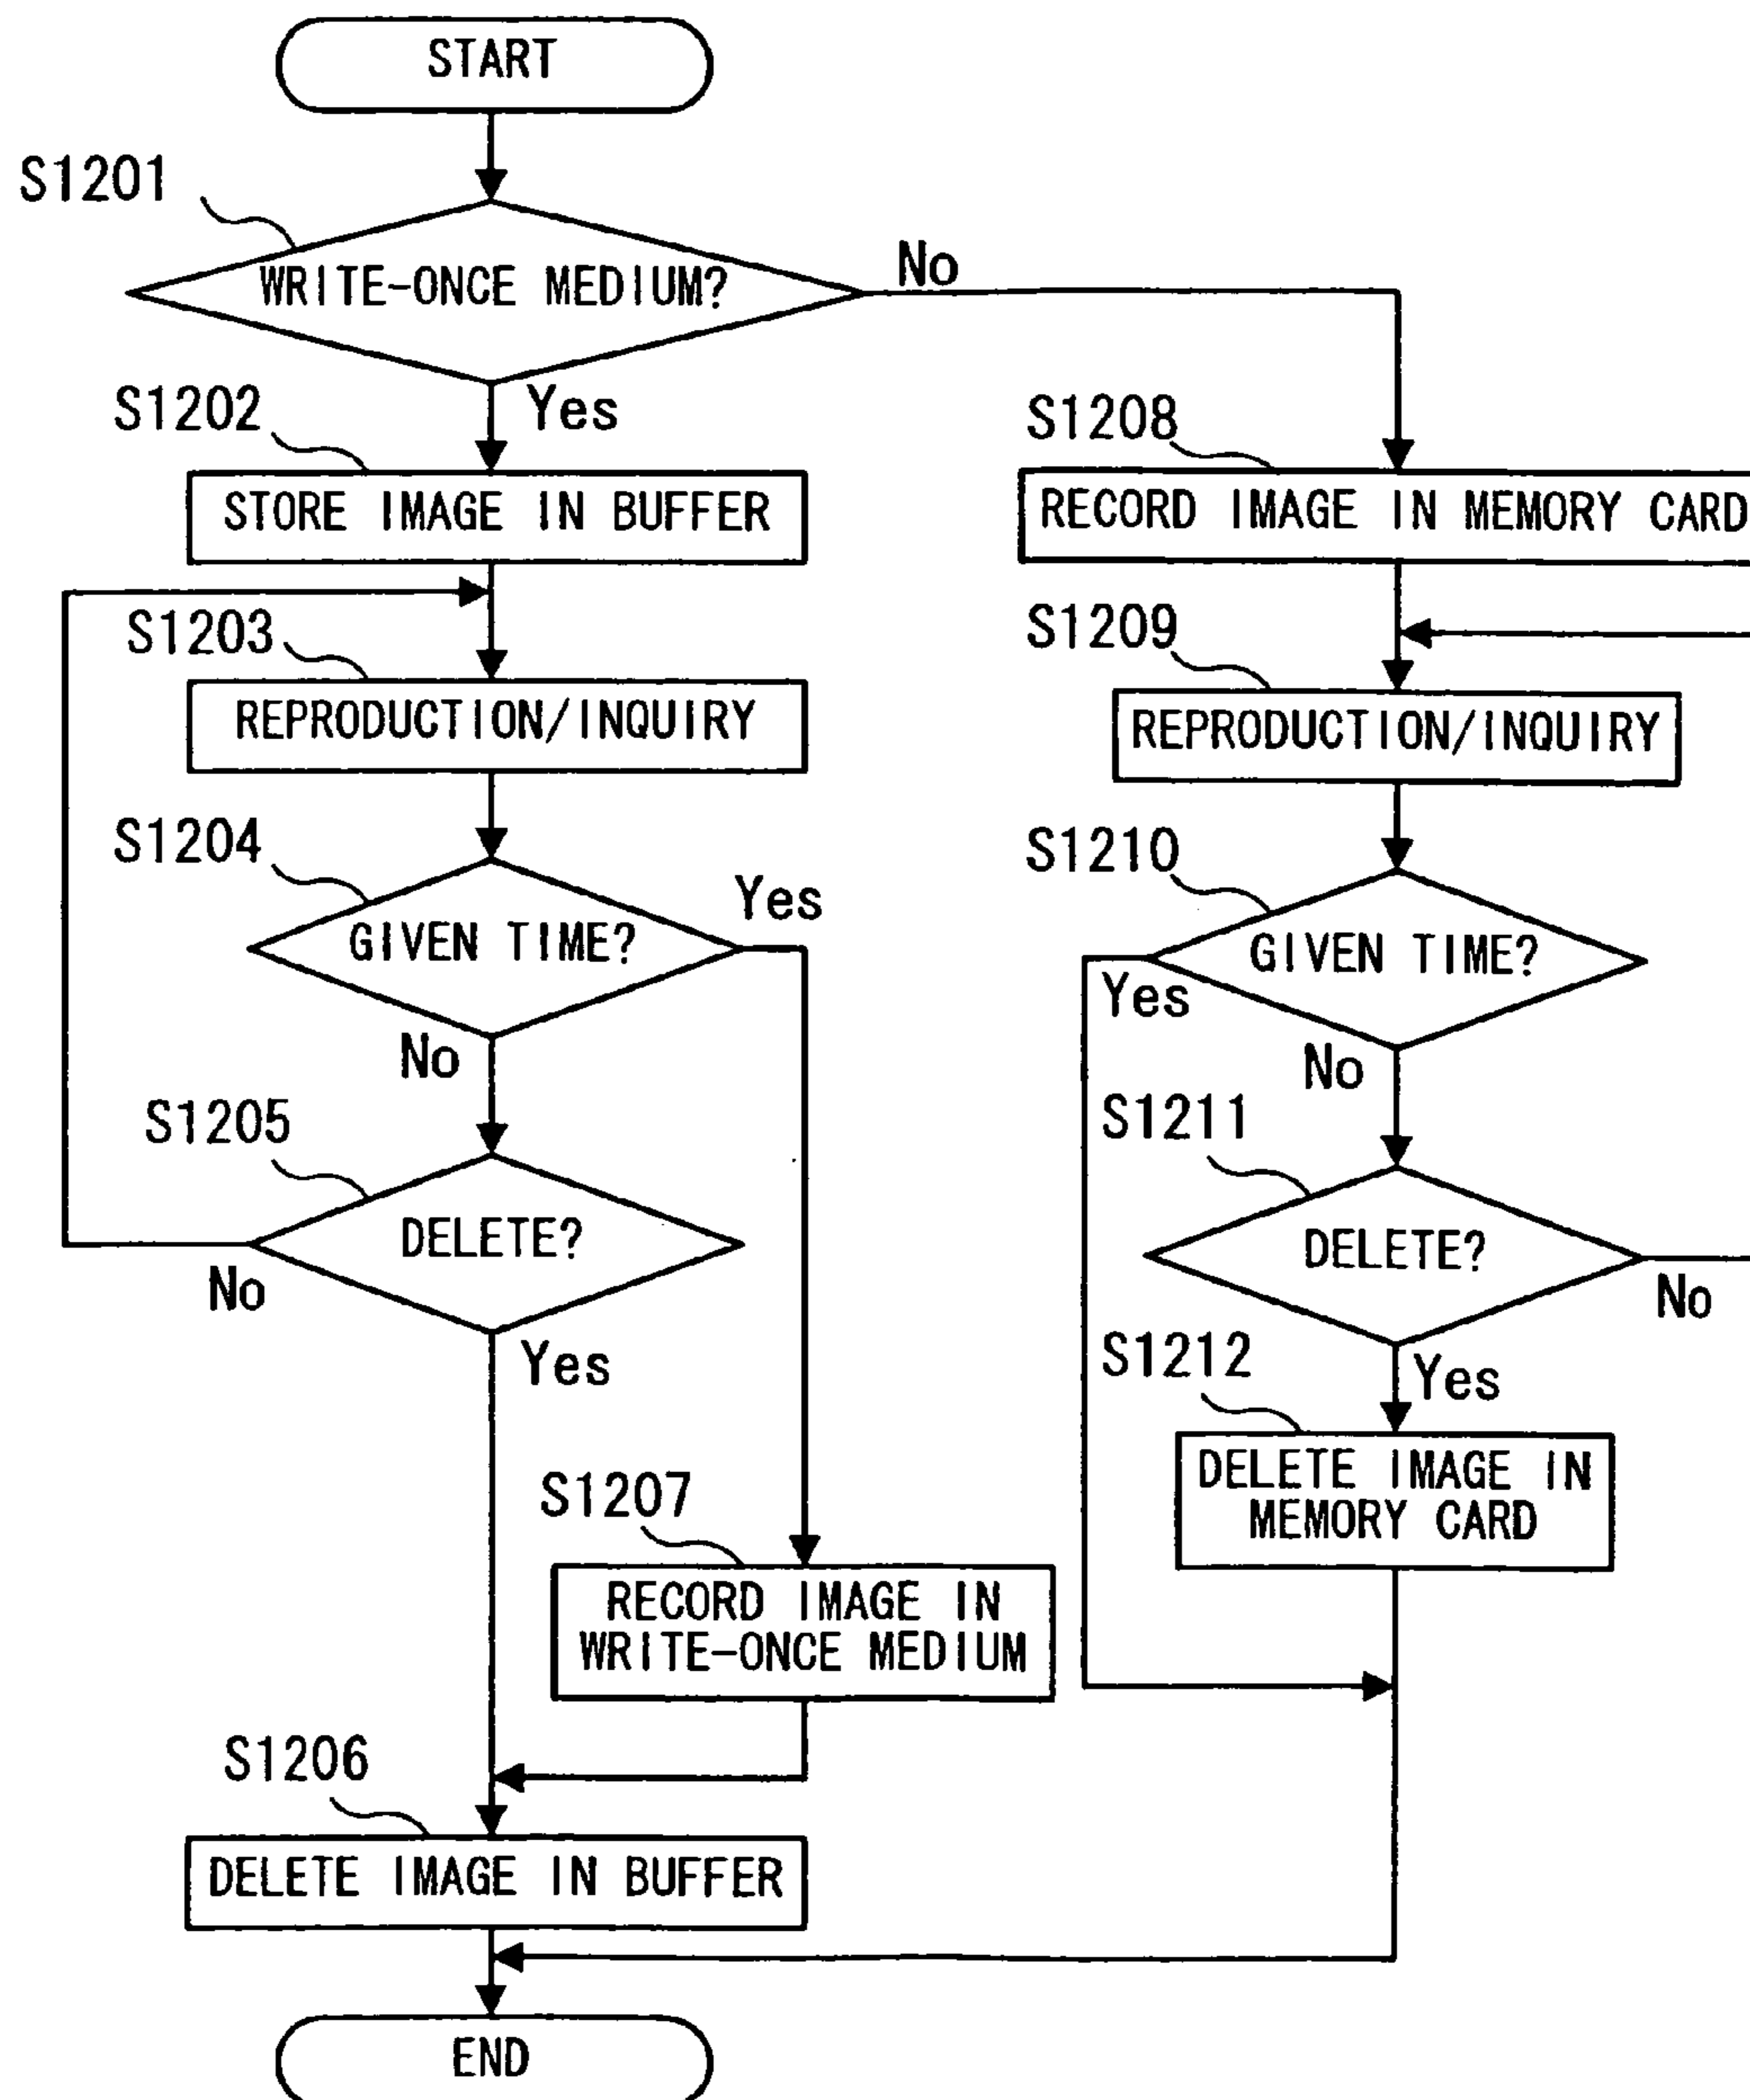 START
S1201
WRITE-ONCE MEDIUM?
No
Yes
S1202
STORE IMAGE IN BUFFER
S1203
REPRODUCTION/INQUIRY
S1204
GIVEN TIME?
Yes
No
S1205
DELETE?
No
Yes
S1207
RECORD IMAGE IN
WRITE-ONCE MEDIUM
S1206
DELETE IMAGE IN BUFFER
END
S1208
RECORD IMAGE IN MEMORY CARD
S1209
REPRODUCTION/INQUIRY
S1210
GIVEN TIME?
Yes
No
S1211
DELETE?
No
Yes
S1212
DELETE IMAGE IN
MEMORY CARD